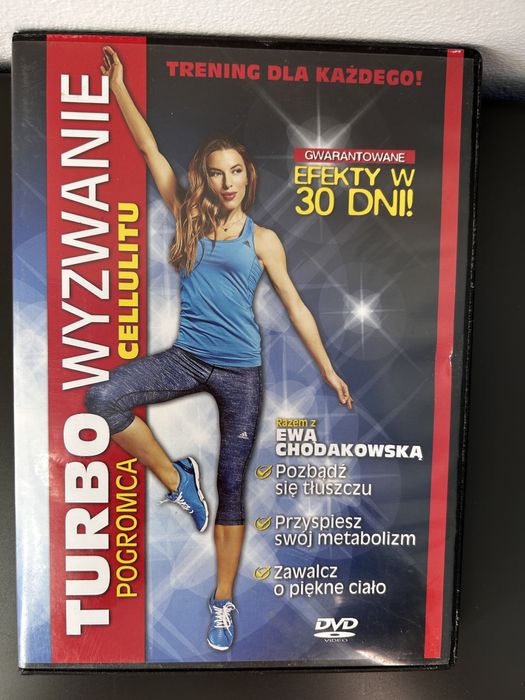 TRENING DLA KAŻDEGO!
GWARANTOWANE
EFEKTY W
30 DNI!
TURBO WYZWANIE
POGROMCA CELLULITU
Razem z
EWĄ
CHODAKOWSKĄ
Pozbądź
się tłuszczu
Przyspiesz
swój metabolizm
Zawalcz
o piękne ciało
DVD
VIDEO
adidas